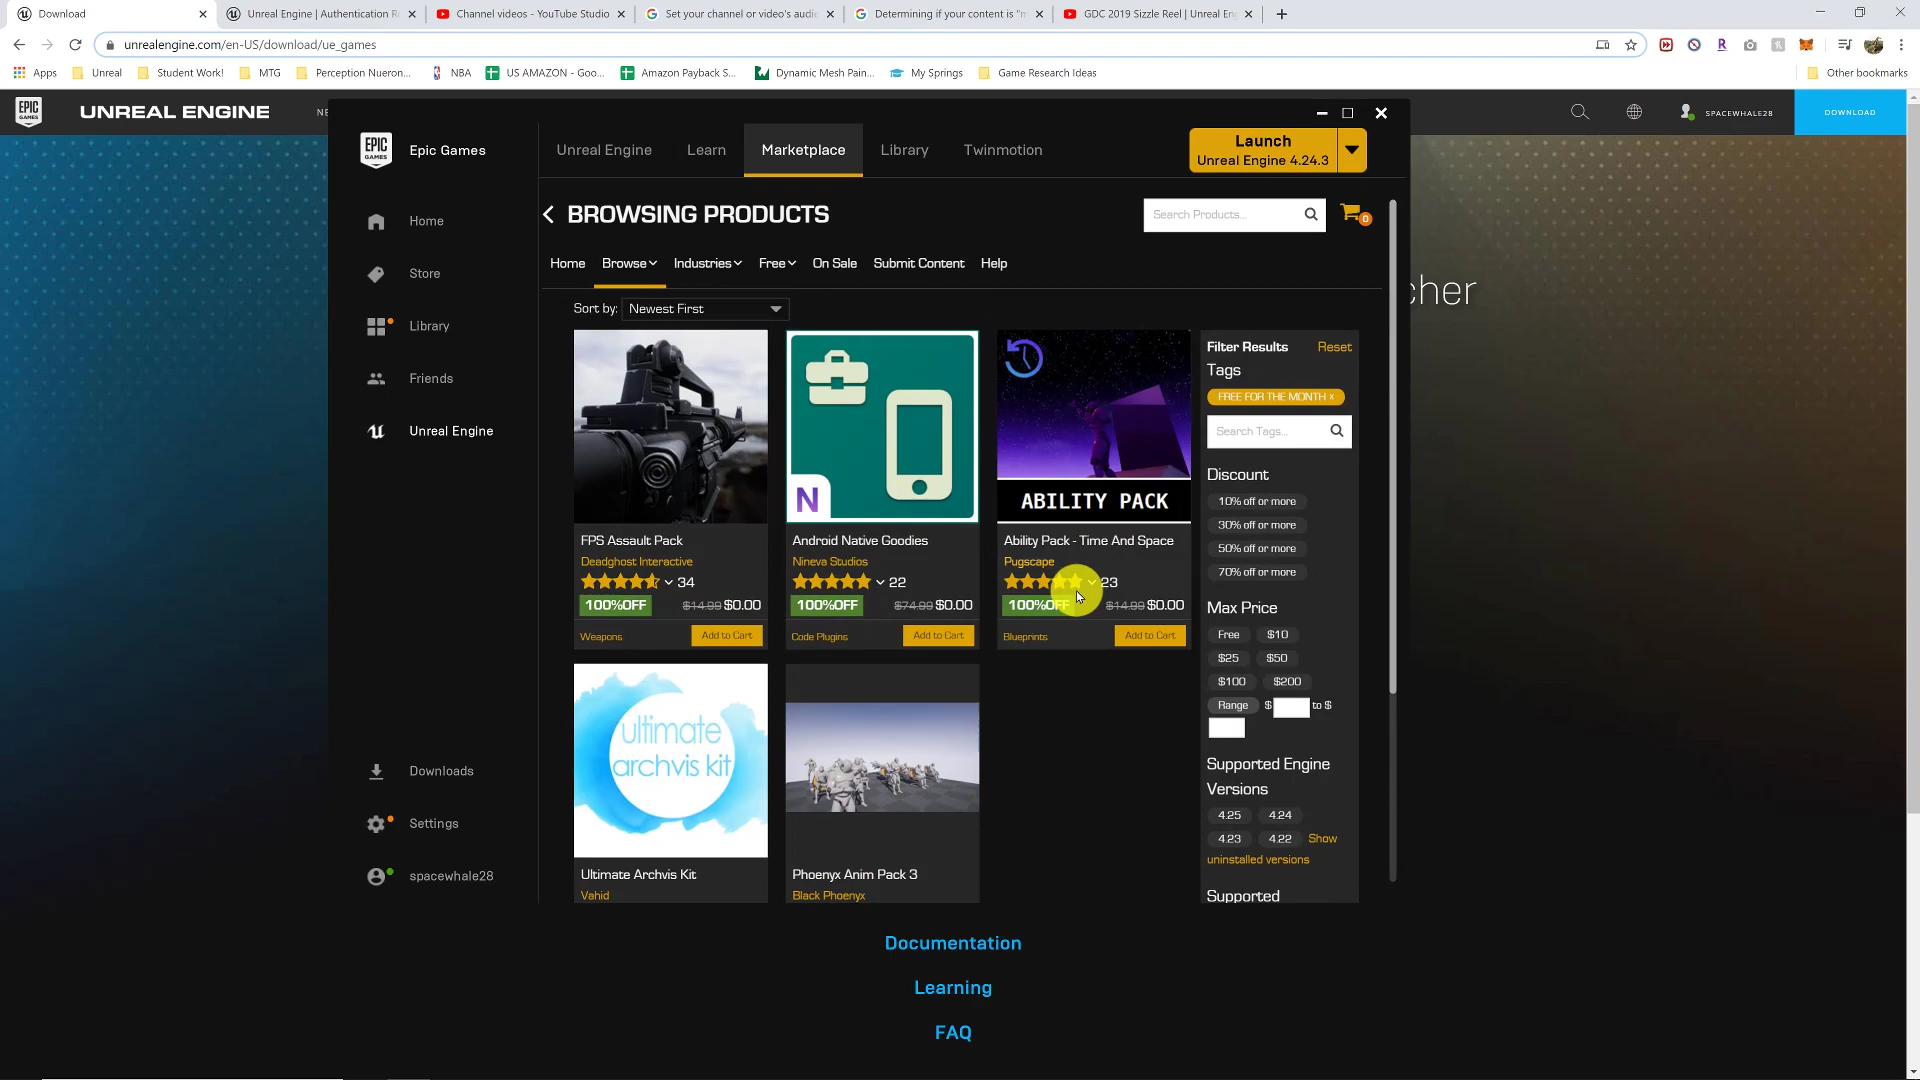 Download
Unreal Engine | Authentication R
Channel videos - YouTube Studio
Set your channel or video's audie
Determining if your content is "m
GDC 2019 Sizzle Reel | Unreal En
unrealengine.com/en-US/download/ue_games
Apps
Unreal
Student Work!
MTG
Perception Nueron...
NBA
US AMAZON - Goo...
Amazon Payback S...
Dynamic Mesh Pain...
My Springs
Game Research Ideas
Other bookmarks
EPIC GAMES
UNREAL ENGINE
NE
SPACEWHALE28
DOWNLOAD
cher
EPIC GAMES
Epic Games
Home
Store
Library
Friends
Unreal Engine
Downloads
Settings
spacewhale28
Unreal Engine
Learn
Marketplace
Library
Twinmotion
Launch
Unreal Engine 4.24.3
BROWSING PRODUCTS
Search Products...
0
Home
Browse
Industries
Free
On Sale
Submit Content
Help
Sort by:
Newest First
FPS Assault Pack
Deadghost Interactive
34
100%OFF
$14.99 $0.00
Weapons
Add to Cart
N
Android Native Goodies
Nineva Studios
22
100%OFF
$74.99 $0.00
Code Plugins
Add to Cart
ABILITY PACK
Ability Pack - Time And Space
Pugscape
23
100%OFF
$14.99 $0.00
Blueprints
Add to Cart
ultimate
archvis kit
Ultimate Archvis Kit
Vahid
Phoenyx Anim Pack 3
Black Phoenyx
Filter Results
Reset
Tags
FREE FOR THE MONTH x
Search Tags...
Discount
10% off or more
30% off or more
50% off or more
70% off or more
Max Price
Free
$10
$25
$50
$100
$200
Range
$
to $
Supported Engine
Versions
4.25
4.24
4.23
4.22
Show
uninstalled versions
Supported
Documentation
Learning
FAQ